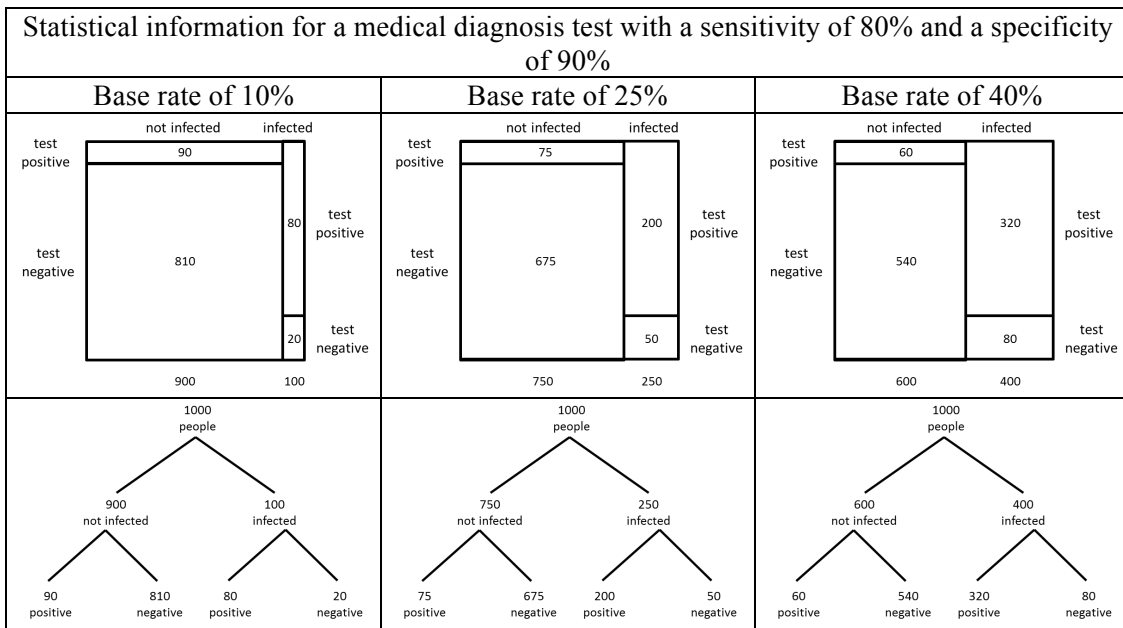 Statistical information for a medical diagnosis test with a sensitivity of 80% and a specificity
of 90%
Base rate of 10%
Base rate of 25%
Base rate of 40%
not infected infected
test
positive
90
80
test
positive
test
negative
810
20
test
negative
900 100
not infected infected
test
positive
75
200
test
positive
test
negative
675
50
test
negative
750 250
not infected infected
test
positive
60
320
test
positive
test
negative
540
80
test
negative
600 400
1000
people
900
not infected
100
infected
90
positive
810
negative
80
positive
20
negative
1000
people
750
not infected
250
infected
75
positive
675
negative
200
positive
50
negative
1000
people
600
not infected
400
infected
60
positive
540
negative
320
positive
80
negative